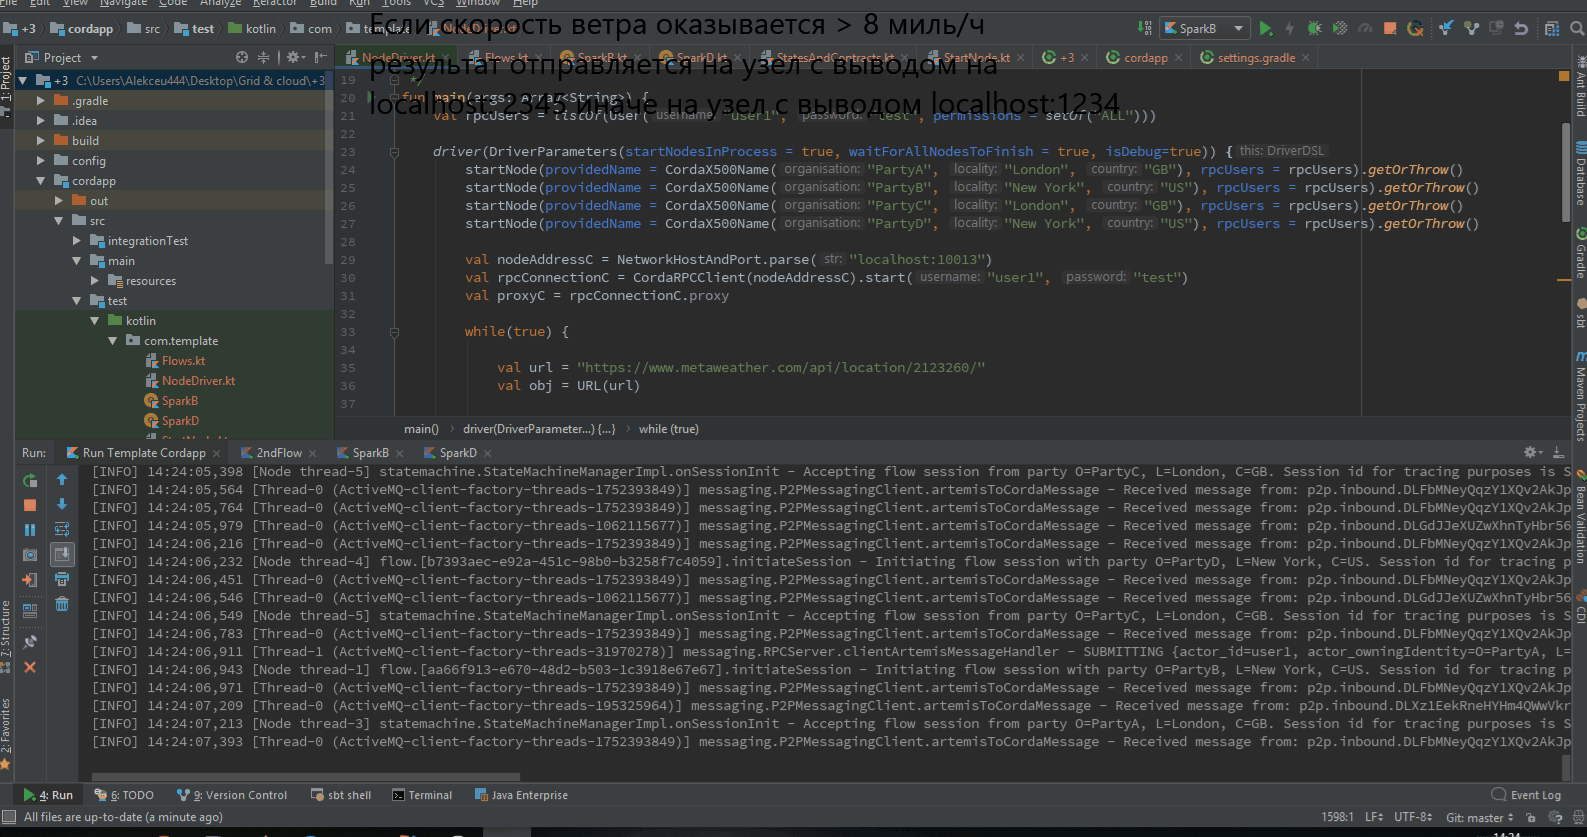 File Edit View Navigate Code Analyze Refactor Build Run Tools VCS Window Help
+3 cordapp src test kotlin com template NodeDriver.kt SparkB
Если скорость ветра оказывается > 8 миль/ч
результат отправляется на узел с выводом на
localhost:2345 иначе на узел с выводом localhost:1234
Project
NodeDriver.kt Flows.kt SparkB.kt SparkD.kt StatesAndContracts.kt StartNode.kt +3 cordapp settings.gradle
+3 C:\Users\Alekceu444\Desktop\Grid & cloud\+3
.gradle
.idea
build
config
cordapp
out
src
integrationTest
main
resources
test
kotlin
com.template
Flows.kt
NodeDriver.kt
SparkB
SparkD
StartNode.kt
19 */
20 fun main(args: Array<String>) {
21 val rpcUsers = listOf(User( username: "user1", password: "test", permissions = setOf("ALL")))
22
23 driver(DriverParameters(startNodesInProcess = true, waitForAllNodesToFinish = true, isDebug=true)) { this: DriverDSL
24 startNode(providedName = CordaX500Name( organisation: "PartyA", locality: "London", country: "GB"), rpcUsers = rpcUsers).getOrThrow()
25 startNode(providedName = CordaX500Name( organisation: "PartyB", locality: "New York", country: "US"), rpcUsers = rpcUsers).getOrThrow()
26 startNode(providedName = CordaX500Name( organisation: "PartyC", locality: "London", country: "GB"), rpcUsers = rpcUsers).getOrThrow()
27 startNode(providedName = CordaX500Name( organisation: "PartyD", locality: "New York", country: "US"), rpcUsers = rpcUsers).getOrThrow()
28
29 val nodeAddressC = NetworkHostAndPort.parse( str: "localhost:10013")
30 val rpcConnectionC = CordaRPCClient(nodeAddressC).start( username: "user1", password: "test")
31 val proxyC = rpcConnectionC.proxy
32
33 while(true) {
34
35 val url = "https://www.metaweather.com/api/location/2123260/"
36 val obj = URL(url)
37
main() driver(DriverParameter...) {...} while (true)
Run: Run Template Cordapp 2ndFlow SparkB SparkD
[INFO] 14:24:05,398 [Node thread-5] statemachine.StateMachineManagerImpl.onSessionInit - Accepting flow session from party O=PartyC, L=London, C=GB. Session id for tracing purposes is S
[INFO] 14:24:05,564 [Thread-0 (ActiveMQ-client-factory-threads-1752393849)] messaging.P2PMessagingClient.artemisToCordaMessage - Received message from: p2p.inbound.DLFbMNeyQqzY1XQv2AkJp
[INFO] 14:24:05,764 [Thread-0 (ActiveMQ-client-factory-threads-1752393849)] messaging.P2PMessagingClient.artemisToCordaMessage - Received message from: p2p.inbound.DLFbMNeyQqzY1XQv2AkJp
[INFO] 14:24:05,979 [Thread-0 (ActiveMQ-client-factory-threads-1062115677)] messaging.P2PMessagingClient.artemisToCordaMessage - Received message from: p2p.inbound.DLGdJJeXUZwXhnTyHbr56
[INFO] 14:24:06,216 [Thread-0 (ActiveMQ-client-factory-threads-1752393849)] messaging.P2PMessagingClient.artemisToCordaMessage - Received message from: p2p.inbound.DLFbMNeyQqzY1XQv2AkJp
[INFO] 14:24:06,232 [Node thread-4] flow.[b7393aec-e92a-451c-98b0-b3258f7c4059].initiateSession - Initiating flow session with party O=PartyD, L=New York, C=US. Session id for tracing p
[INFO] 14:24:06,451 [Thread-0 (ActiveMQ-client-factory-threads-1752393849)] messaging.P2PMessagingClient.artemisToCordaMessage - Received message from: p2p.inbound.DLFbMNeyQqzY1XQv2AkJp
[INFO] 14:24:06,546 [Thread-0 (ActiveMQ-client-factory-threads-1062115677)] messaging.P2PMessagingClient.artemisToCordaMessage - Received message from: p2p.inbound.DLGdJJeXUZwXhnTyHbr56
[INFO] 14:24:06,549 [Node thread-5] statemachine.StateMachineManagerImpl.onSessionInit - Accepting flow session from party O=PartyC, L=London, C=GB. Session id for tracing purposes is S
[INFO] 14:24:06,783 [Thread-0 (ActiveMQ-client-factory-threads-1752393849)] messaging.P2PMessagingClient.artemisToCordaMessage - Received message from: p2p.inbound.DLFbMNeyQqzY1XQv2AkJp
[INFO] 14:24:06,911 [Thread-1 (ActiveMQ-client-factory-threads-31970278)] messaging.RPCServer.clientArtemisMessageHandler - SUBMITTING {actor_id=user1, actor_owningIdentity=O=PartyA, L=
[INFO] 14:24:06,943 [Node thread-1] flow.[aa66f913-e670-48d2-b503-1c3918e67e67].initiateSession - Initiating flow session with party O=PartyB, L=New York, C=US. Session id for tracing p
[INFO] 14:24:06,971 [Thread-0 (ActiveMQ-client-factory-threads-1752393849)] messaging.P2PMessagingClient.artemisToCordaMessage - Received message from: p2p.inbound.DLFbMNeyQqzY1XQv2AkJp
[INFO] 14:24:07,209 [Thread-0 (ActiveMQ-client-factory-threads-195325964)] messaging.P2PMessagingClient.artemisToCordaMessage - Received message from: p2p.inbound.DLXz1EekRneHYHm4QWwVkr
[INFO] 14:24:07,213 [Node thread-3] statemachine.StateMachineManagerImpl.onSessionInit - Accepting flow session from party O=PartyA, L=London, C=GB. Session id for tracing purposes is S
[INFO] 14:24:07,393 [Thread-0 (ActiveMQ-client-factory-threads-1752393849)] messaging.P2PMessagingClient.artemisToCordaMessage - Received message from: p2p.inbound.DLFbMNeyQqzY1XQv2AkJp
1: Project
7: Structure
2: Favorites
Ant Build
Database
Gradle
sbt
Maven Projects
Bean Validation
CDI
4: Run 6: TODO 9: Version Control sbt shell Terminal Java Enterprise Event Log
All files are up-to-date (a minute ago) 1598:1 LF UTF-8 Git: master
14:24